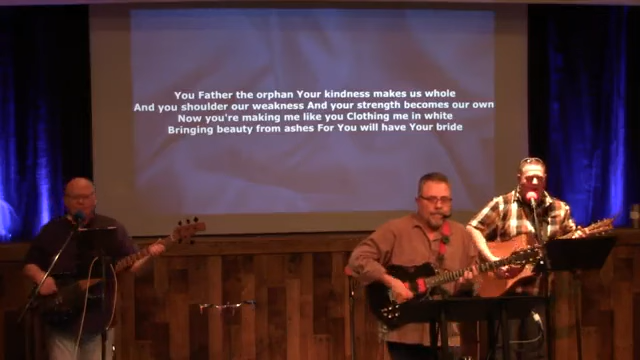 You Father the orphan Your kindness makes us whole
And you shoulder our weakness And your strength becomes our own
Now you're making me like you Clothing me in white
Bringing beauty from ashes For You will have Your bride